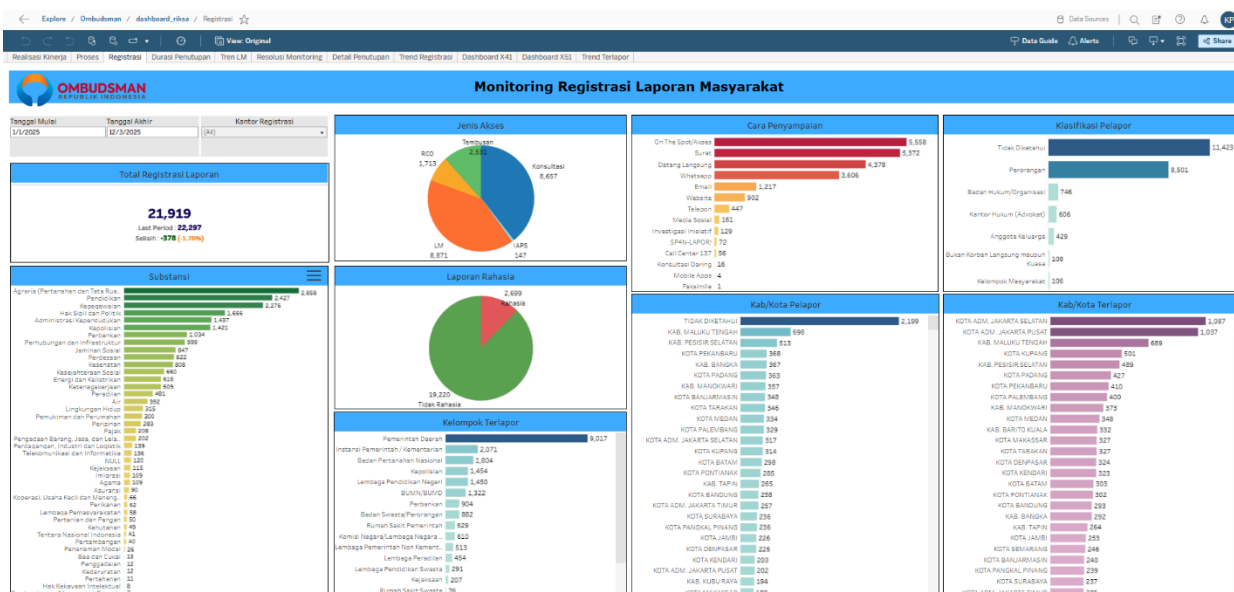 Explore / Ombudsman / dashboard_riksa / Registrasi
Data Sources
KP
View: Original
Data Guide
Alerts
Share
Realisasi Kinerja
Proses
Registrasi
Durasi Penutupan
Tren LM
Resolusi Monitoring
Detail Penutupan
Trend Registrasi
Dashboard X41
Dashboard X51
Trend Terlapor
OMBUDSMAN
REPUBLIK INDONESIA
Monitoring Registrasi Laporan Masyarakat
Tanggal Mulai
Tanggal Akhir
Kantor Registrasi
1/1/2025
12/3/2025
(All)
Total Registrasi Laporan
21,919
Last Period : 22,297
Selisih : -378 (-1.70%)
Substansi
Agraria (Pertanahan dan Tata Rua.. 2,859
Pendidikan 2,427
Kepegawaian 2,276
Hak Sipil dan Politik 1,666
Administrasi Kependudukan 1,437
Kepolisian 1,421
Perbankan 1,034
Perhubungan dan Infrastruktur 999
Jaminan Sosial 847
Perdesaan 822
Kesehatan 808
Kesejahteraan Sosial 660
Energi dan Kelistrikan 615
Ketenagakerjaan 609
Peradilan 481
Air 392
Lingkungan Hidup 315
Pemukiman dan Perumahan 300
Perizinan 283
Pajak 208
Pengadaan Barang, Jasa, dan Lela.. 202
Perdagangan, Industri dan Logistik 139
Telekomunikasi dan Informatika 136
NULL 120
Kejaksaan 115
Imigrasi 109
Agama 109
Asuransi 90
Koperasi, Usaha Kecil dan Meneng.. 66
Perikanan 62
Lembaga Pemasyarakatan 58
Pertanian dan Pangan 50
Kehutanan 49
Tentara Nasional Indonesia 41
Pertambangan 40
Penanaman Modal 26
Bea dan Cukai 13
Penggadaian 12
Kedaruratan 12
Pertahanan 11
Hak Kekayaan Intelektual 8
Jenis Akses
Tembusan
2,531
RCO
1,713
Konsultasi
8,657
LM
8,871
IAPS
147
Laporan Rahasia
2,699
Rahasia
19,220
Tidak Rahasia
Kelompok Terlapor
Pemerintah Daerah 9,017
Instansi Pemerintah / Kementerian 2,071
Badan Pertanahan Nasional 1,804
Kepolisian 1,454
Lembaga Pendidikan Negeri 1,450
BUMN/BUMD 1,322
Perbankan 904
Badan Swasta/Perorangan 882
Rumah Sakit Pemerintah 629
Komisi Negara/Lembaga Negara .. 610
Lembaga Pemerintah Non Kement.. 513
Lembaga Peradilan 454
Lembaga Pendidikan Swasta 291
Kejaksaan 207
Rumah Sakit Swasta 76
Cara Penyampaian
On The Spot/Akses 5,558
Surat 5,372
Datang Langsung 4,378
Whatsapp 3,606
Email 1,217
Website 902
Telepon 447
Media Sosial 161
Investigasi Inisiatif 129
SP4N-LAPOR! 72
Call Center 137 56
Konsultasi Daring 16
Mobile Apps 4
Faksimile 1
Kab/Kota Pelapor
TIDAK DIKETAHUI 2,199
KAB. MALUKU TENGAH 698
KAB. PESISIR SELATAN 513
KOTA PEKANBARU 368
KAB. BANGKA 367
KOTA PADANG 363
KAB. MANOKWARI 357
KOTA BANJARMASIN 348
KOTA TARAKAN 346
KOTA MEDAN 334
KOTA PALEMBANG 329
KOTA ADM. JAKARTA SELATAN 317
KOTA KUPANG 314
KOTA BATAM 298
KOTA PONTIANAK 285
KAB. TAPIN 265
KOTA BANDUNG 258
KOTA ADM. JAKARTA TIMUR 257
KOTA SURABAYA 236
KOTA PANGKAL PINANG 236
KOTA JAMBI 226
KOTA DENPASAR 225
KOTA KENDARI 203
KOTA ADM. JAKARTA PUSAT 202
KAB. KUBU RAYA 194
Klasifikasi Pelapor
Tidak Diketahui 11,423
Perorangan 8,501
Badan Hukum/Organisasi 746
Kantor Hukum (Advokat) 606
Anggota Keluarga 429
Bukan Korban Langsung maupun
Kuasa 108
Kelompok Masyarakat 106
Kab/Kota Terlapor
KOTA ADM. JAKARTA SELATAN 1,087
KOTA ADM. JAKARTA PUSAT 1,037
KAB. MALUKU TENGAH 689
KOTA KUPANG 501
KAB. PESISIR SELATAN 489
KOTA PADANG 427
KOTA PEKANBARU 410
KOTA PALEMBANG 400
KAB. MANOKWARI 373
KOTA MEDAN 348
KAB. BARITO KUALA 332
KOTA MAKASSAR 327
KOTA TARAKAN 327
KOTA DENPASAR 324
KOTA KENDARI 323
KOTA BATAM 303
KOTA PONTIANAK 302
KOTA BANDUNG 293
KAB. BANGKA 292
KAB. TAPIN 264
KOTA JAMBI 253
KOTA SEMARANG 246
KOTA BANJARMASIN 240
KOTA PANGKAL PINANG 239
KOTA SURABAYA 237